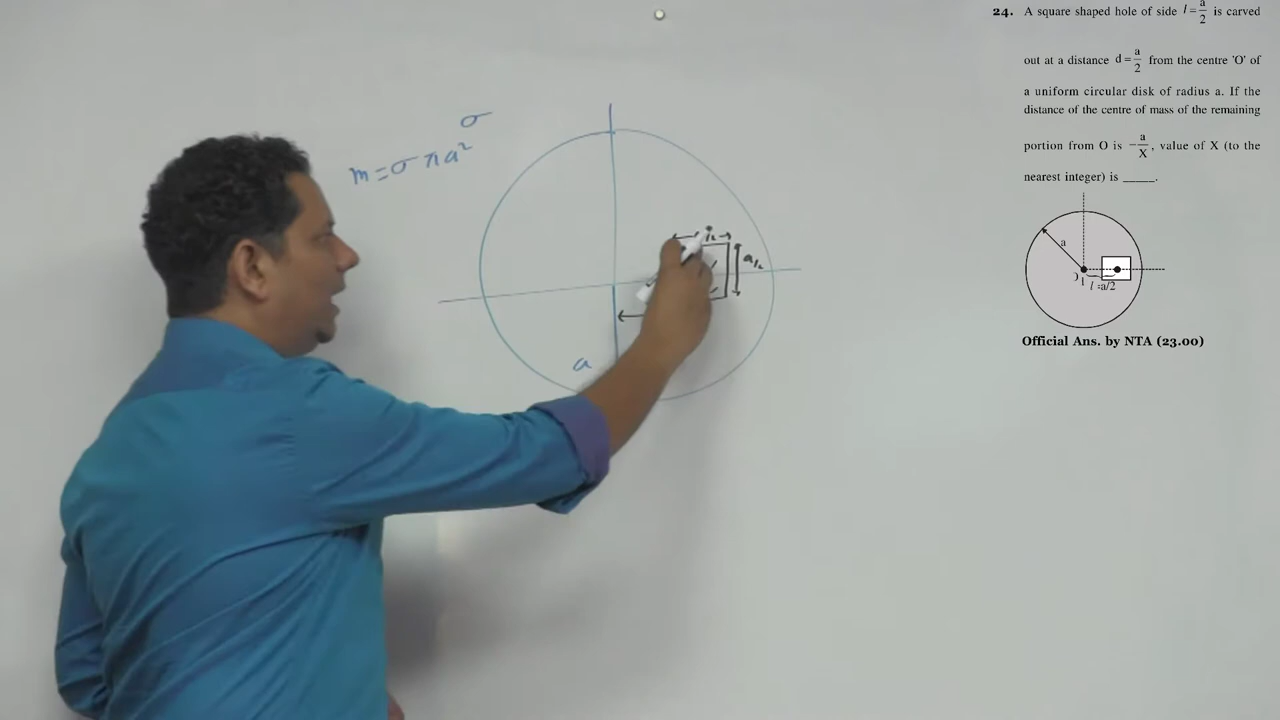 σ
m = σ π a²
a/2
a/2
a
24. A square shaped hole of side l = a/2 is carved
out at a distance d = a/2 from the centre 'O' of
a uniform circular disk of radius a. If the
distance of the centre of mass of the remaining
portion from O is -a/X, value of X (to the
nearest integer) is _____.
a
O
l =a/2
Official Ans. by NTA (23.00)